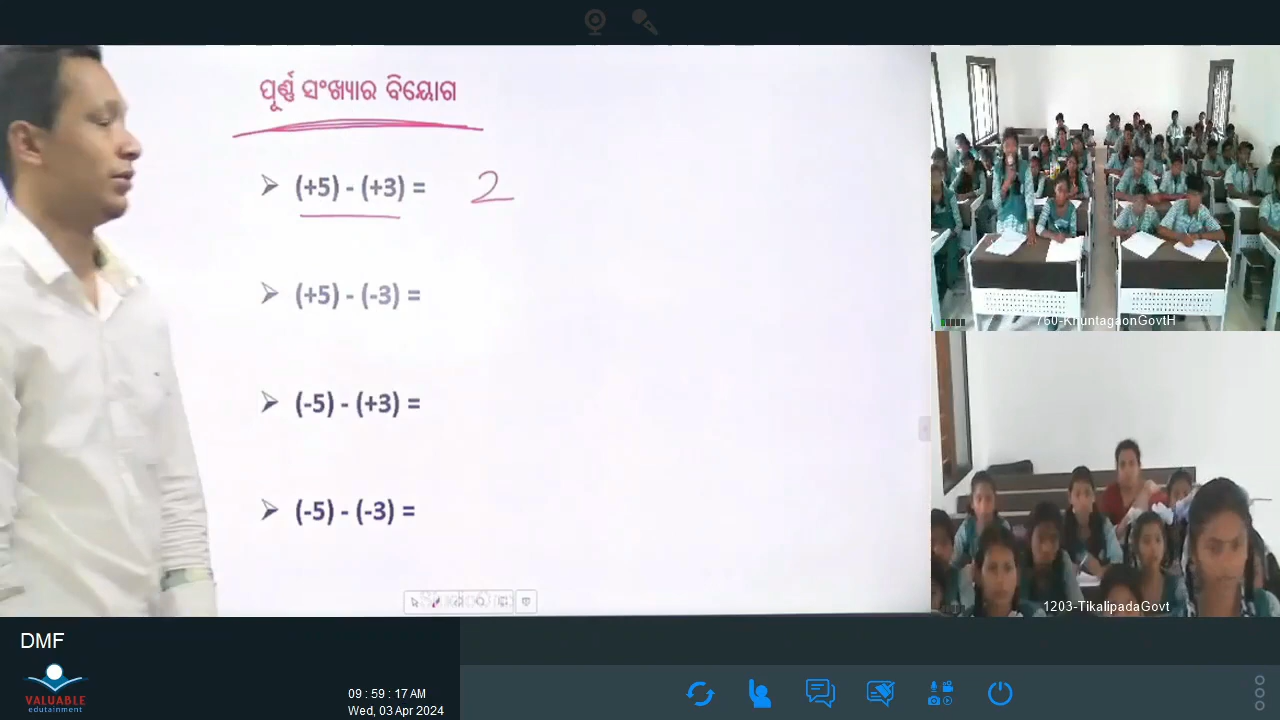 ପୂର୍ଣ୍ଣ ସଂଖ୍ୟାର ବିୟୋଗ
(+5) - (+3) = 2
(+5) - (-3) =
(-5) - (+3) =
(-5) - (-3) =
760-KhuntagaonGovtH
1203-TikalipadaGovt
DMF
VALUABLE
edutainment
09 : 59 : 17 AM
Wed, 03 Apr 2024